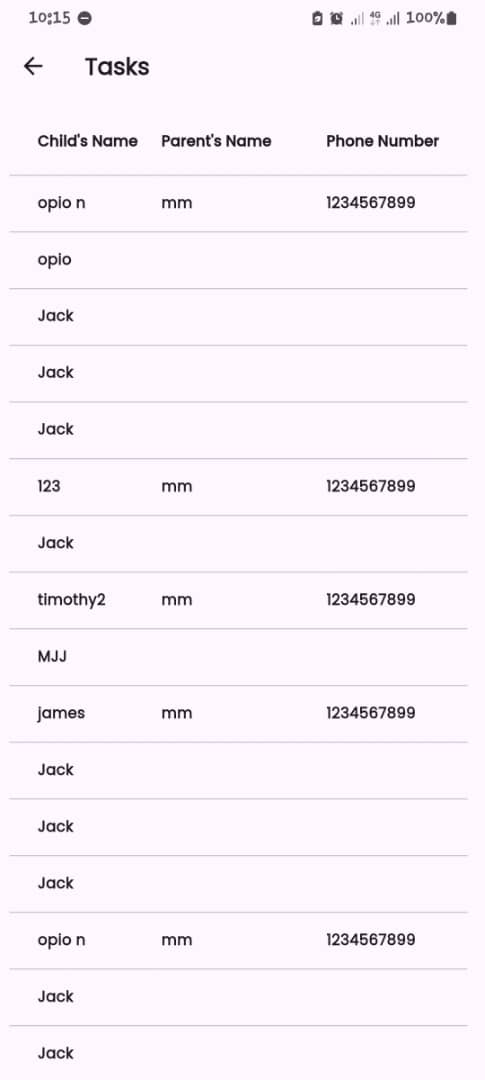 10:15 4G 100%
Tasks
Child's Name Parent's Name Phone Number
opio n mm 1234567899
opio
Jack
Jack
Jack
123 mm 1234567899
Jack
timothy2 mm 1234567899
MJJ
james mm 1234567899
Jack
Jack
Jack
opio n mm 1234567899
Jack
Jack